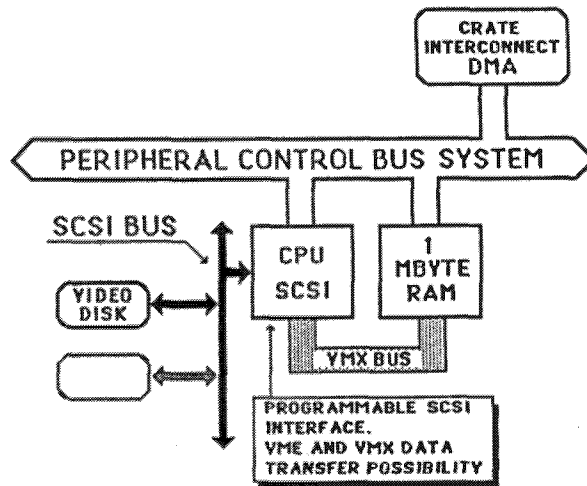 CRATE
INTERCONNECT
DMA
PERIPHERAL CONTROL BUS SYSTEM
SCSI BUS
CPU
SCSI
1
MBYTE
RAM
VIDEO
DISK
VMX BUS
PROGRAMMABLE SCSI
INTERFACE.
VME AND VMX DATA
TRANSFER POSSIBILITY